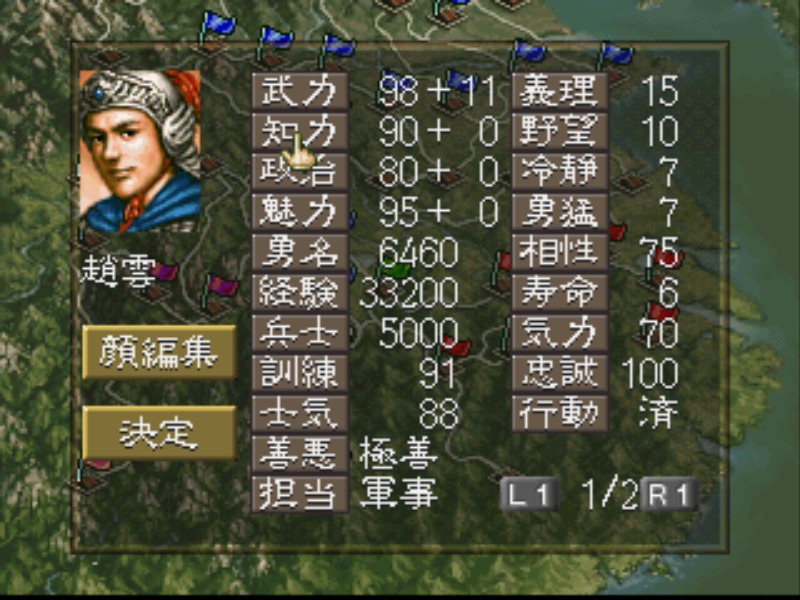 武力 98+11 義理 15
知力 90+ 0 野望 10
政治 80+ 0 冷静 7
魅力 95+ 0 勇猛 7
勇名 6460 相性 75
趙雲
経験 33200 寿命 6
兵士 5000 気力 70
顔編集
訓練 91 忠誠 100
士気 88 行動 済
決定
善悪 極善
担当 軍事 L1 1/2 R1